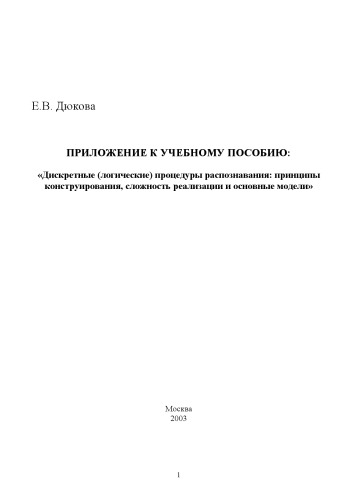 Е.В. Дюкова
ПРИЛОЖЕНИЕ К УЧЕБНОМУ ПОСОБИЮ:
«Дискретные (логические) процедуры распознавания: принципы
конструирования, сложность реализации и основные модели»
Москва
2003
1